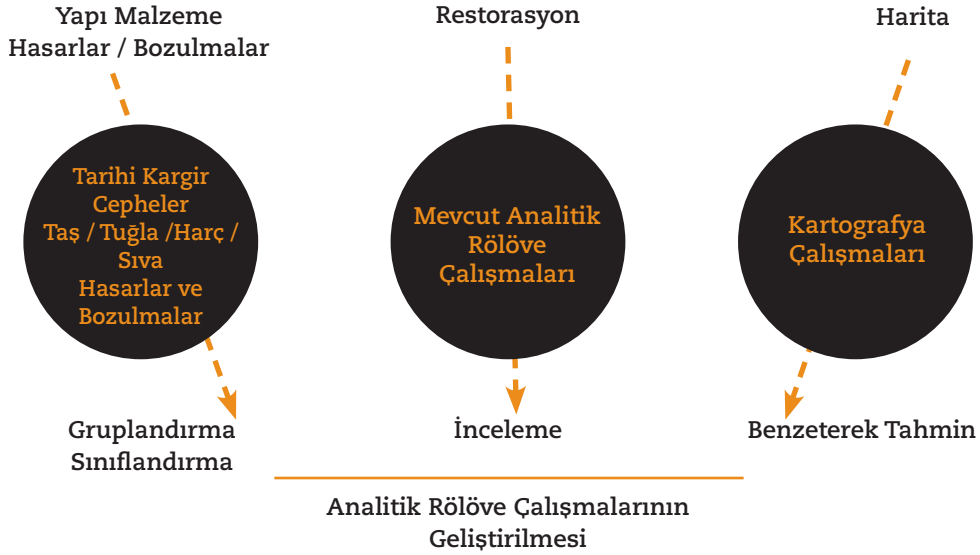 Yapı Malzeme
Hasarlar / Bozulmalar
Restorasyon
Harita
Tarihi Kargir
Cepheler
Taş / Tuğla /Harç /
Sıva
Hasarlar ve
Bozulmalar
Mevcut Analitik
Rölöve
Çalışmaları
Kartografya
Çalışmaları
Gruplandırma
Sınıflandırma
İnceleme
Benzeterek Tahmin
Analitik Rölöve Çalışmalarının
Geliştirilmesi